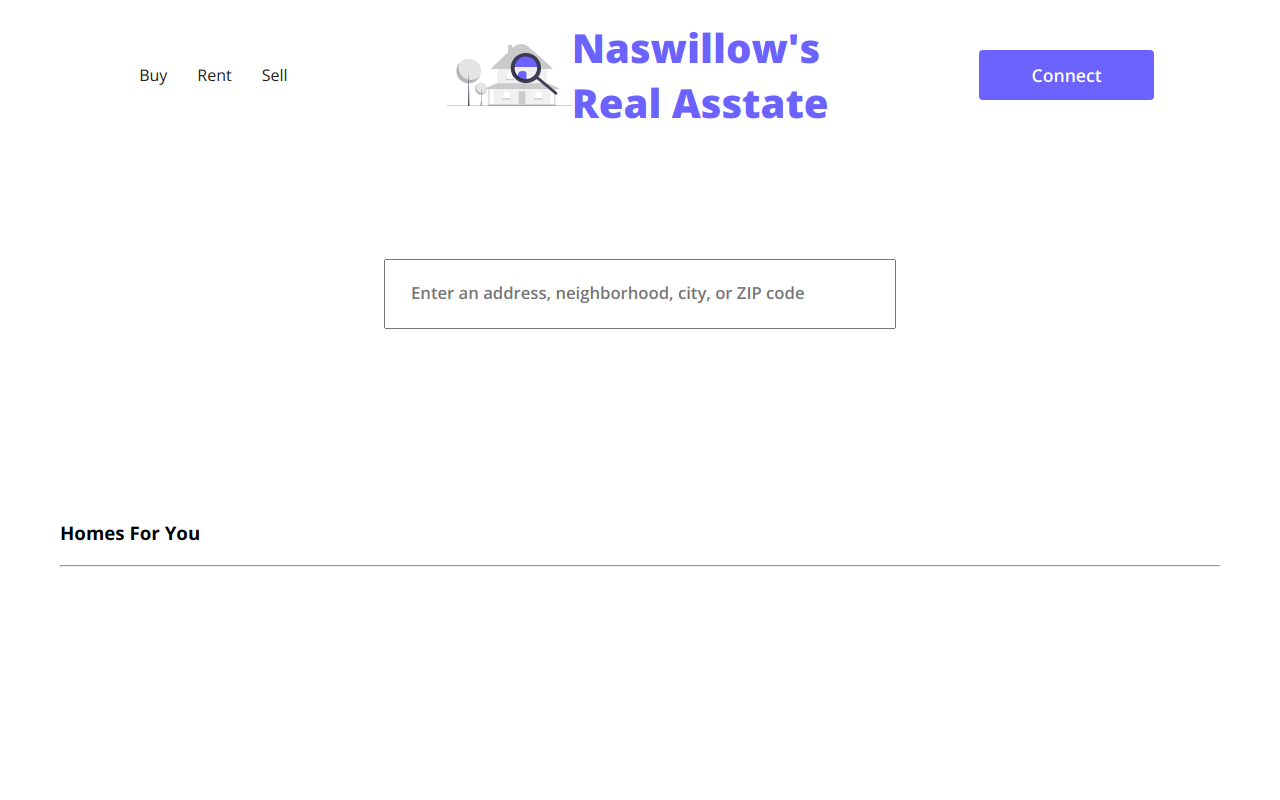 Buy
Rent
Sell
Naswillow's
Real Asstate
Connect
Enter an address, neighborhood, city, or ZIP code
Homes For You